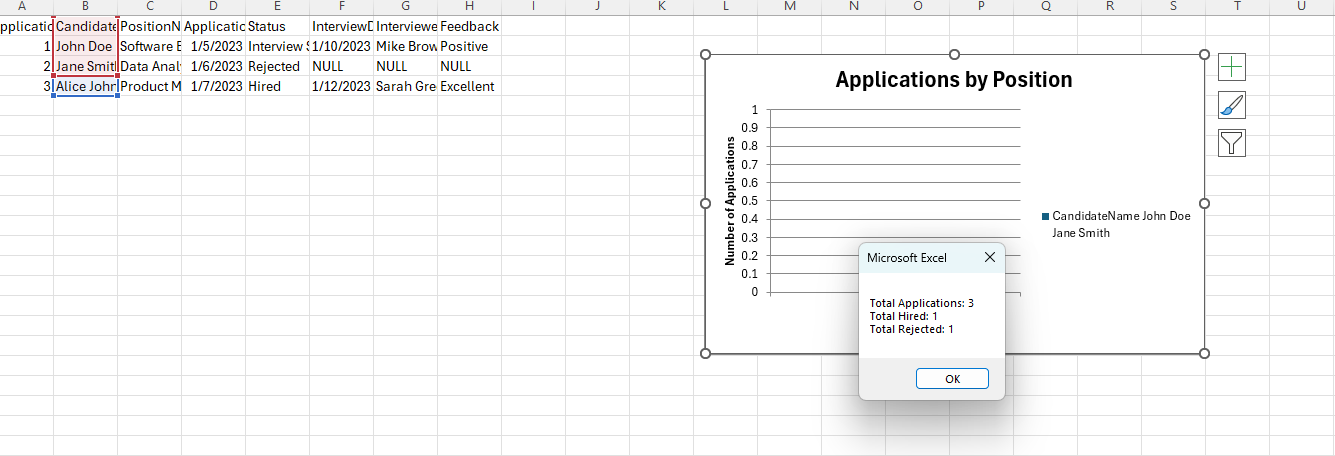 A B C D E F G H I J K L M N O P Q R S T U
pplicatic Candidate PositionN Applicatic Status InterviewD Interviewe Feedback
1 John Doe Software E 1/5/2023 Interview S 1/10/2023 Mike Brow Positive
2 Jane Smitl Data Anal 1/6/2023 Rejected NULL NULL NULL
3 Alice John Product M 1/7/2023 Hired 1/12/2023 Sarah Gre Excellent
Applications by Position
Number of Applications
1
0.9
0.8
0.7
0.6
0.5
0.4
0.3
0.2
0.1
0
CandidateName John Doe
Jane Smith
Microsoft Excel
Total Applications: 3
Total Hired: 1
Total Rejected: 1
OK